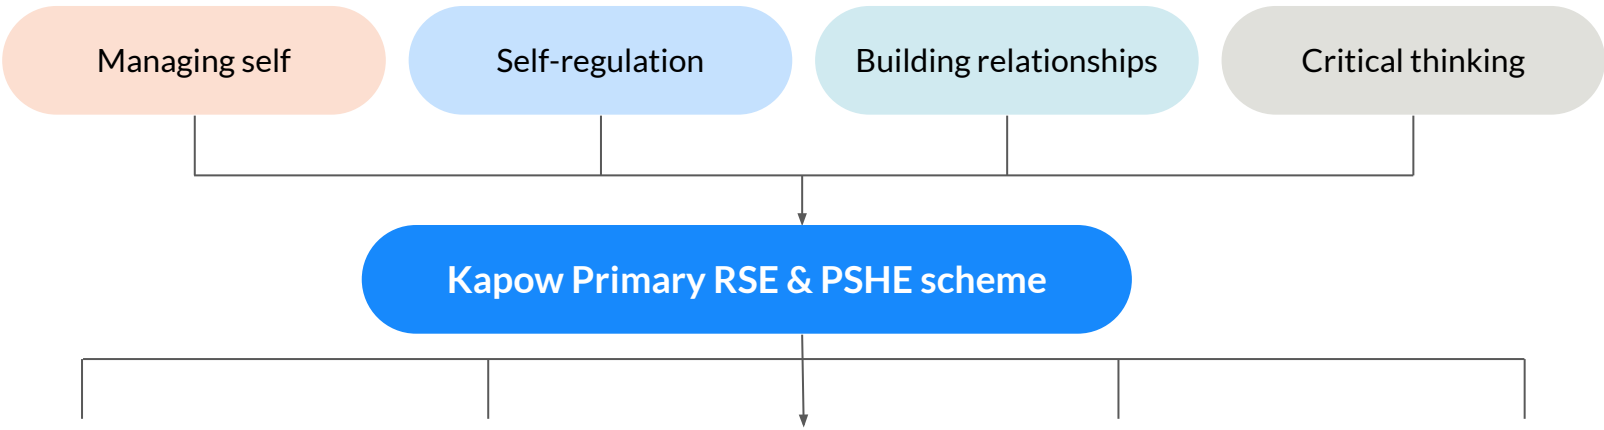 Managing self
Self-regulation
Building relationships
Critical thinking
Kapow Primary RSE & PSHE scheme